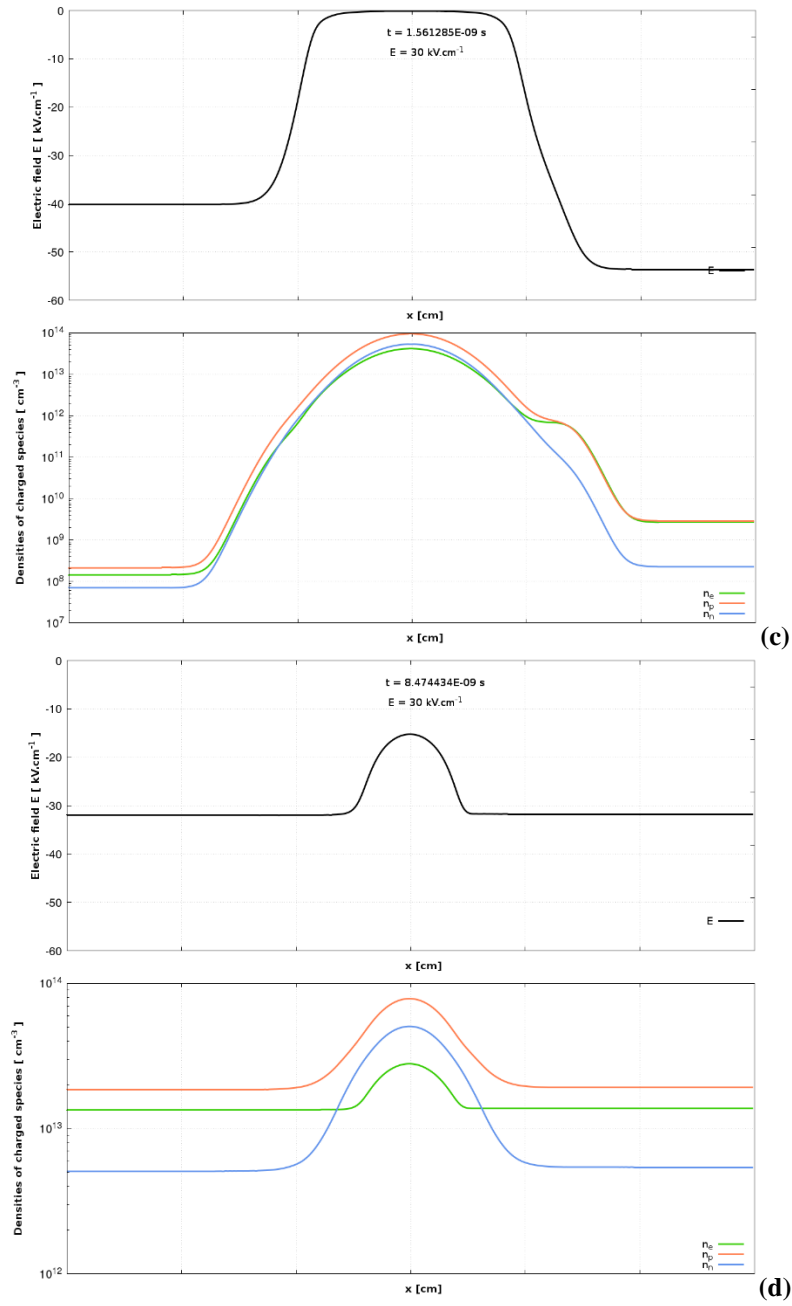 0
-10
-20
-30
-40
-50
-60
Electric field E [ kV.cm⁻¹ ]
t = 1.561285E-09 s
E = 30 kV.cm⁻¹
E
x [cm]
10¹⁴
10¹³
10¹²
10¹¹
10¹⁰
10⁹
10⁸
10⁷
Densities of charged species [ cm⁻³ ]
nₑ
nₚ
nₙ
x [cm]
(c)
0
-10
-20
-30
-40
-50
-60
Electric field E [ kV.cm⁻¹ ]
t = 8.474434E-09 s
E = 30 kV.cm⁻¹
E
x [cm]
10¹⁴
10¹³
10¹²
Densities of charged species [ cm⁻³ ]
nₑ
nₚ
nₙ
x [cm]
(d)